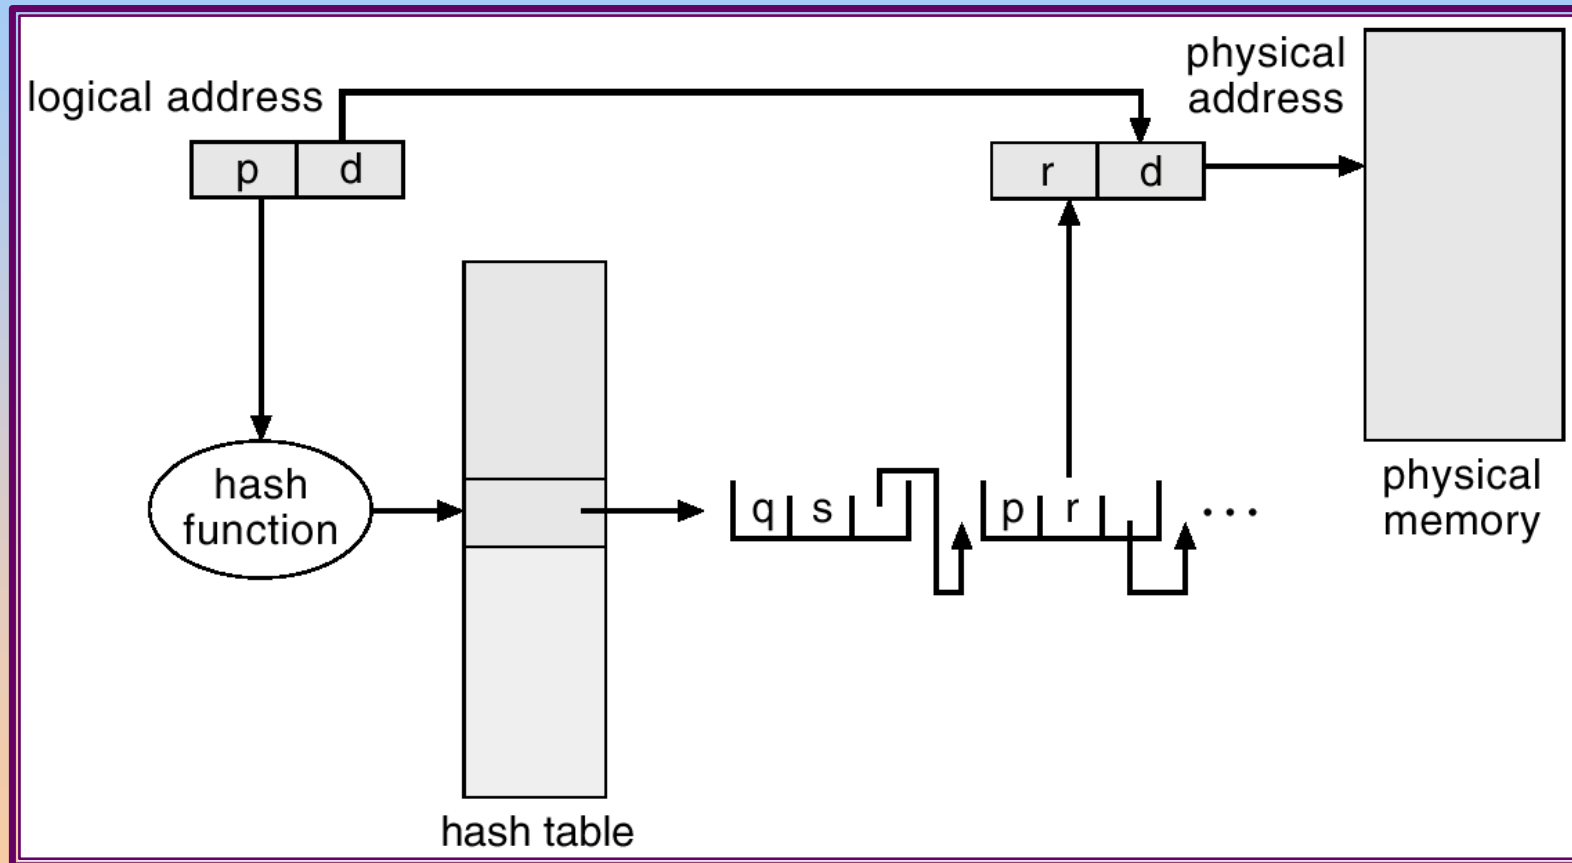 logical address
physical
address
p d
r d
hash
function
q s
p r
...
physical
memory
hash table